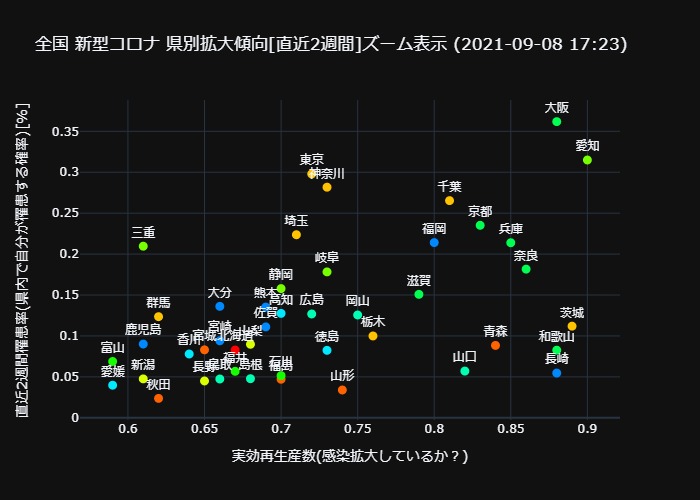 全国 新型コロナ 県別拡大傾向[直近2週間]ズーム表示 (2021-09-08 17:23)
直近2週間罹患率(県内で自分が罹患する確率)[%]
0.35
0.3
0.25
0.2
0.15
0.1
0.05
0
大阪
愛知
東京
神奈川
千葉
京都
埼玉
三重
福岡
兵庫
岐阜
奈良
静岡
滋賀
大分
熊本
高知
広島
岡山
群馬
佐賀
宮崎
鹿児島
香川
宮城
北海道
山梨
徳島
栃木
茨城
青森
和歌山
富山
福井
石川
福島
山口
長崎
愛媛
新潟
長野
鳥取
島根
秋田
山形
0.6
0.65
0.7
0.75
0.8
0.85
0.9
実効再生産数(感染拡大しているか？)